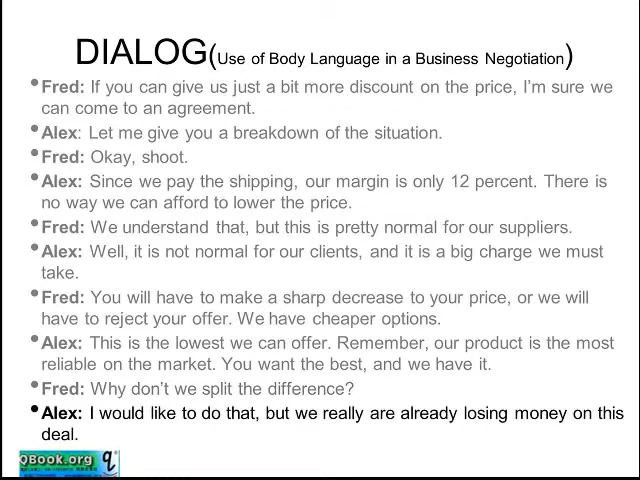 DIALOG(Use of Body Language in a Business Negotiation)
•Fred: If you can give us just a bit more discount on the price, I’m sure we
can come to an agreement.
•Alex: Let me give you a breakdown of the situation.
•Fred: Okay, shoot.
•Alex: Since we pay the shipping, our margin is only 12 percent. There is
no way we can afford to lower the price.
•Fred: We understand that, but this is pretty normal for our suppliers.
•Alex: Well, it is not normal for our clients, and it is a big charge we must
take.
•Fred: You will have to make a sharp decrease to your price, or we will
have to reject your offer. We have cheaper options.
•Alex: This is the lowest we can offer. Remember, our product is the most
reliable on the market. You want the best, and we have it.
•Fred: Why don’t we split the difference?
•Alex: I would like to do that, but we really are already losing money on this
deal.
QBook.org q